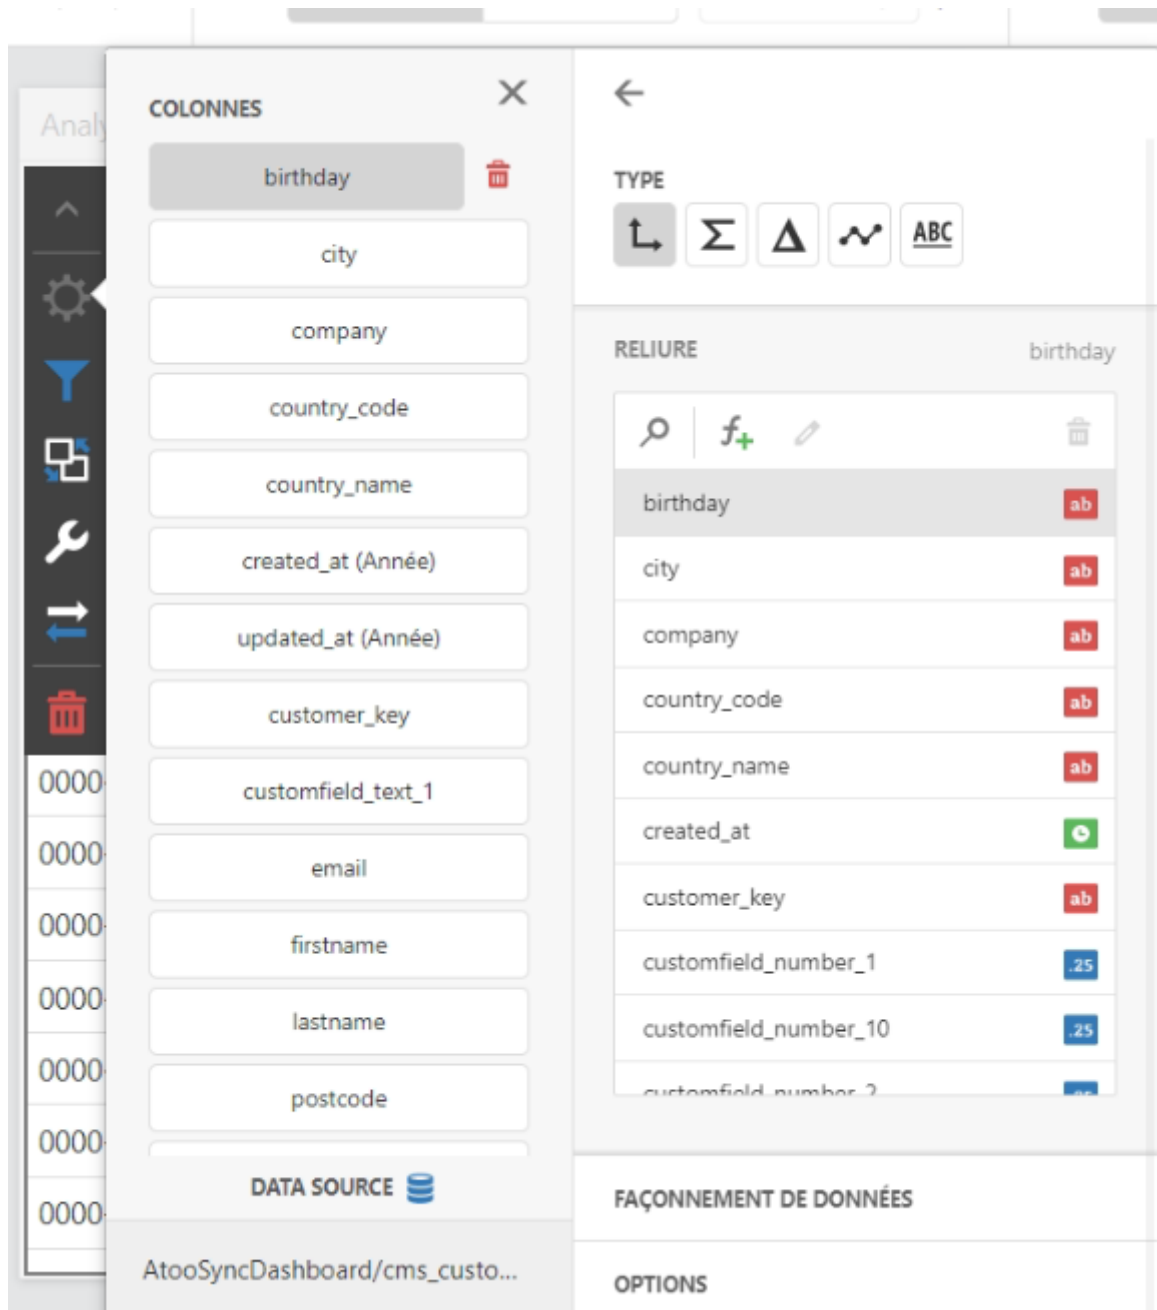 COLONNES
birthday
city
company
country_code
country_name
created_at (Année)
updated_at (Année)
customer_key
customfield_text_1
email
firstname
lastname
postcode
DATA SOURCE
AtooSyncDashboard/cms_custo...
TYPE
ABC
RELIURE
birthday
birthday ab
city ab
company ab
country_code ab
country_name ab
created_at
customer_key ab
customfield_number_1 .25
customfield_number_10 .25
customfield_number_2
FAÇONNEMENT DE DONNÉES
OPTIONS
Analy
0000-
0000-
0000-
0000-
0000-
0000-
0000-